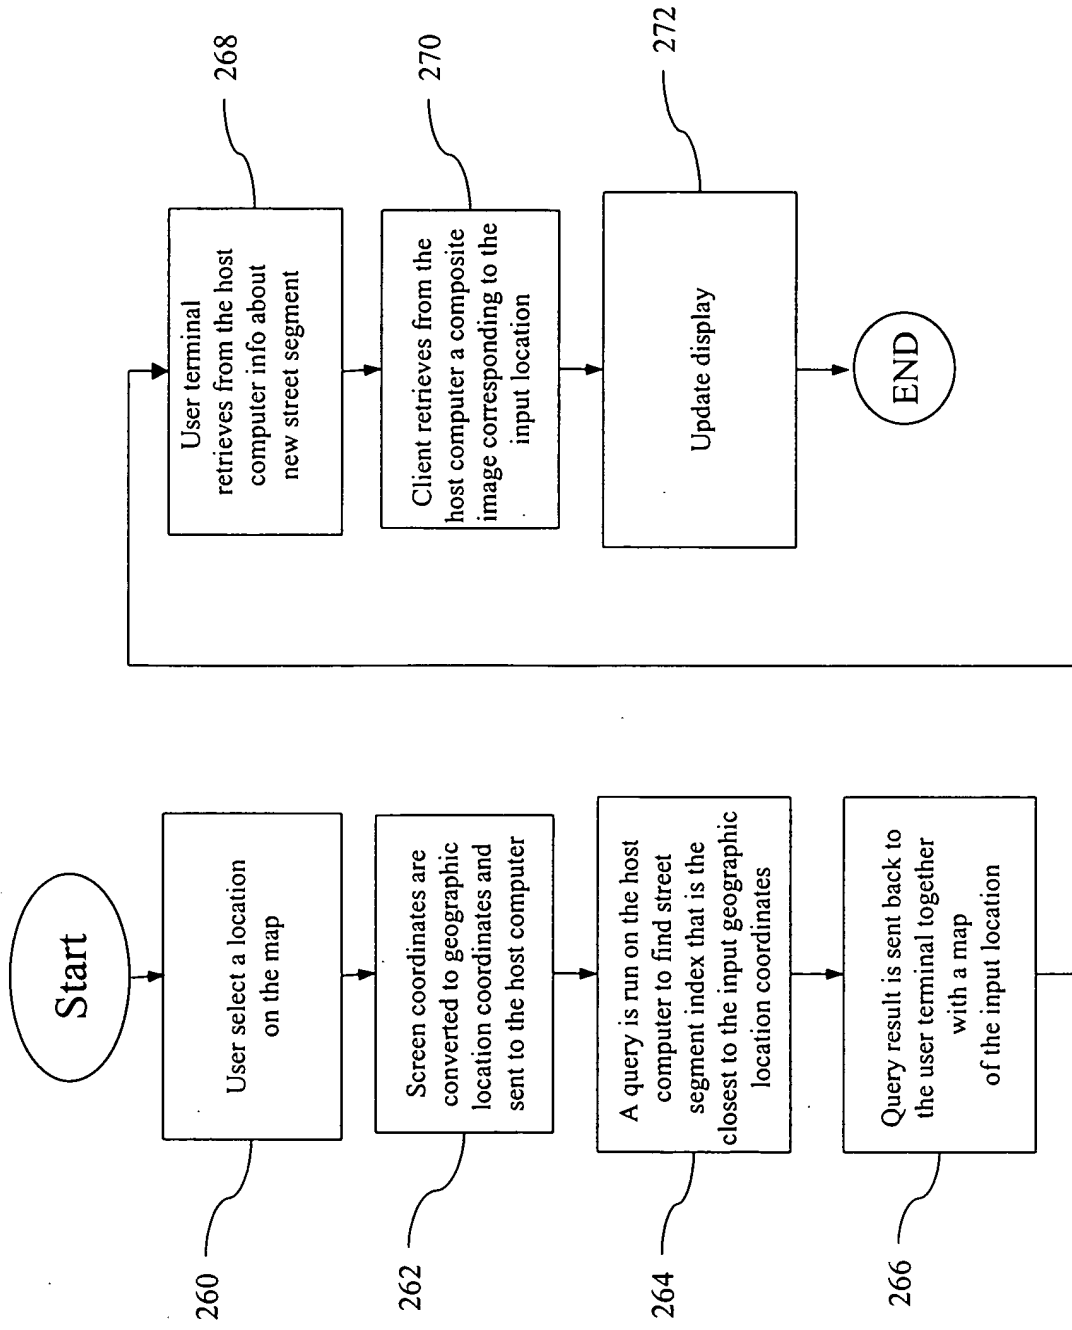 Start
User select a location
on the map
260
Screen coordinates are
converted to geographic
location coordinates and
sent to the host computer
262
A query is run on the host
computer to find street
segment index that is the
closest to the input geographic
location coordinates
264
Query result is sent back to
the user terminal together
with a map
of the input location
266
User terminal
retrieves from the host
computer info about
new street segment
268
Client retrieves from the
host computer a composite
image corresponding to the
input location
270
Update display
272
END